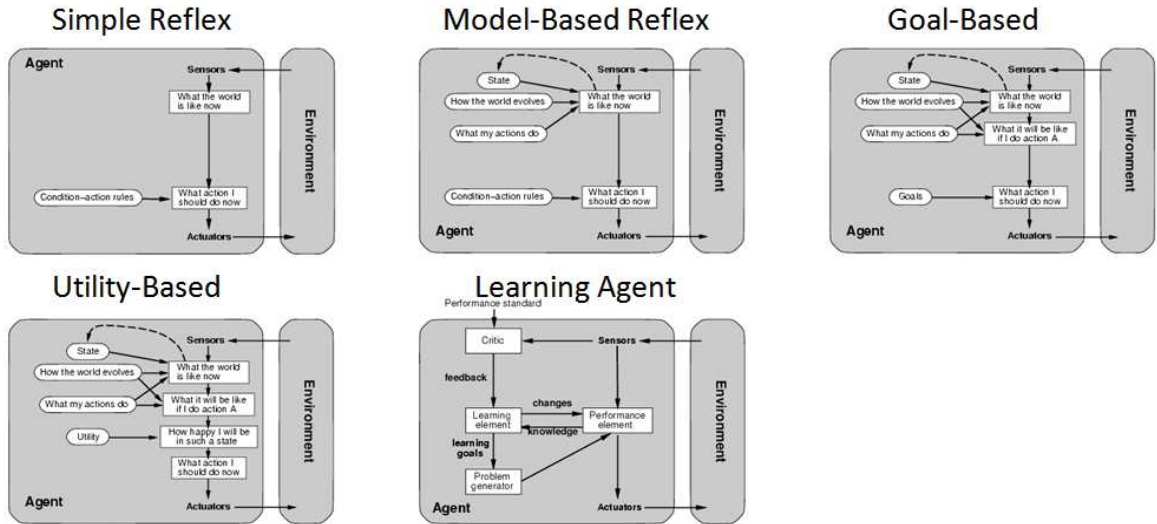 Simple Reflex
Agent
Sensors
What the world
is like now
Condition–action rules
What action I
should do now
Actuators
Environment
Model-Based Reflex
Sensors
State
How the world evolves
What the world
is like now
What my actions do
Condition–action rules
What action I
should do now
Agent
Actuators
Environment
Goal-Based
Sensors
State
How the world evolves
What the world
is like now
What my actions do
What it will be like
if I do action A
Goals
What action I
should do now
Agent
Actuators
Environment
Utility-Based
Sensors
State
How the world evolves
What the world
is like now
What my actions do
What it will be like
if I do action A
Utility
How happy I will be
in such a state
What action I
should do now
Agent
Actuators
Environment
Learning Agent
Performance standard
Critic
Sensors
feedback
changes
Learning
element
Performance
element
knowledge
learning
goals
Problem
generator
Agent
Actuators
Environment